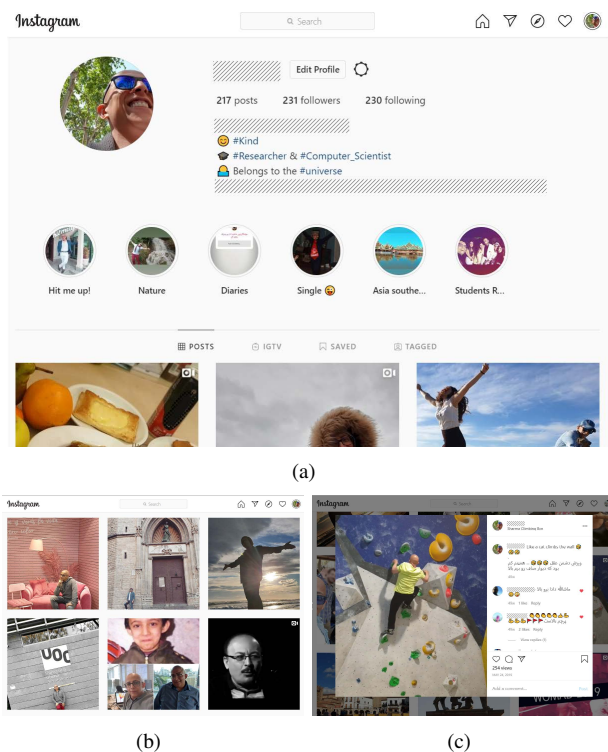 Instagram
Search
Edit Profile
217 posts 231 followers 230 following
#Kind
#Researcher & #Computer_Scientist
Belongs to the #universe
Hit me up! Nature Diaries Single Asia southe... Students R...
POSTS IGTV SAVED TAGGED
(a)
Instagram
Search
UOC
(b)
Instagram
Search
Like a cat climbs the wall
254 views
Add a comment...
(c)